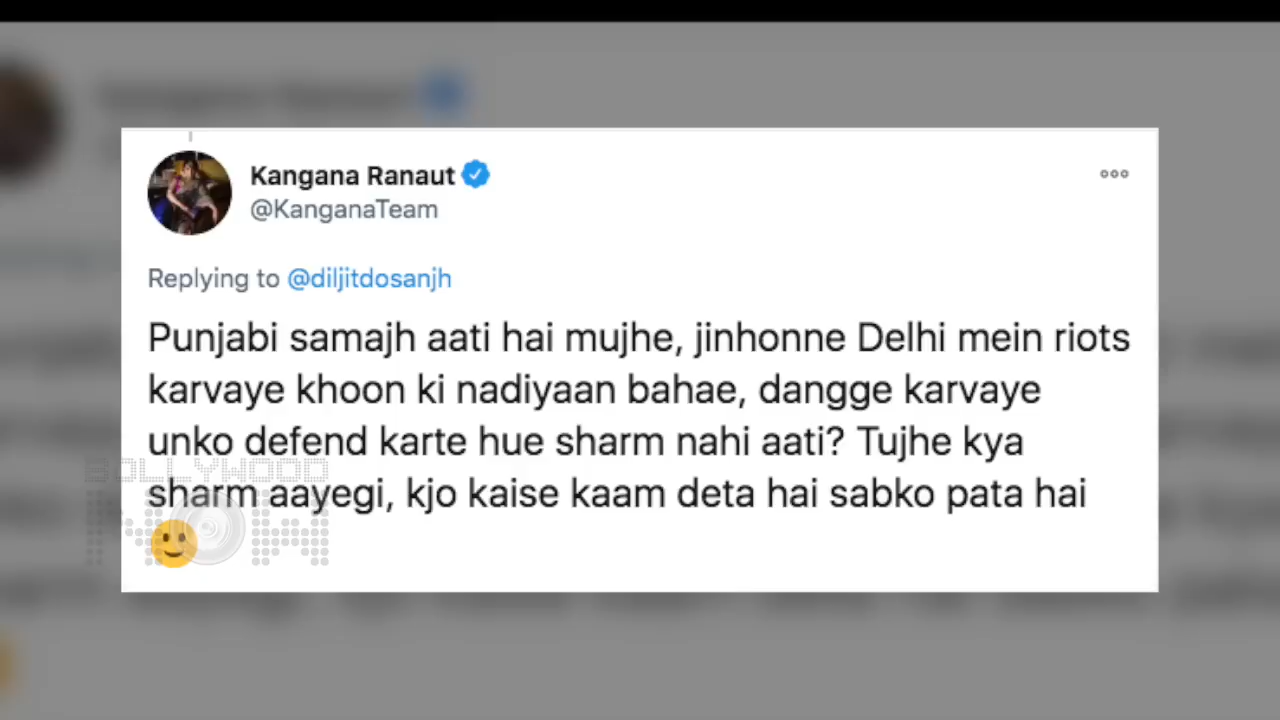 Kangana Ranaut
@KanganaTeam
Replying to @diljitdosanjh
Punjabi samajh aati hai mujhe, jinhonne Delhi mein riots
karvaye khoon ki nadiyaan bahae, dangge karvaye
unko defend karte hue sharm nahi aati? Tujhe kya
sharm aayegi, kjo kaise kaam deta hai sabko pata hai
🙂
BOLLYWOOD
NOW